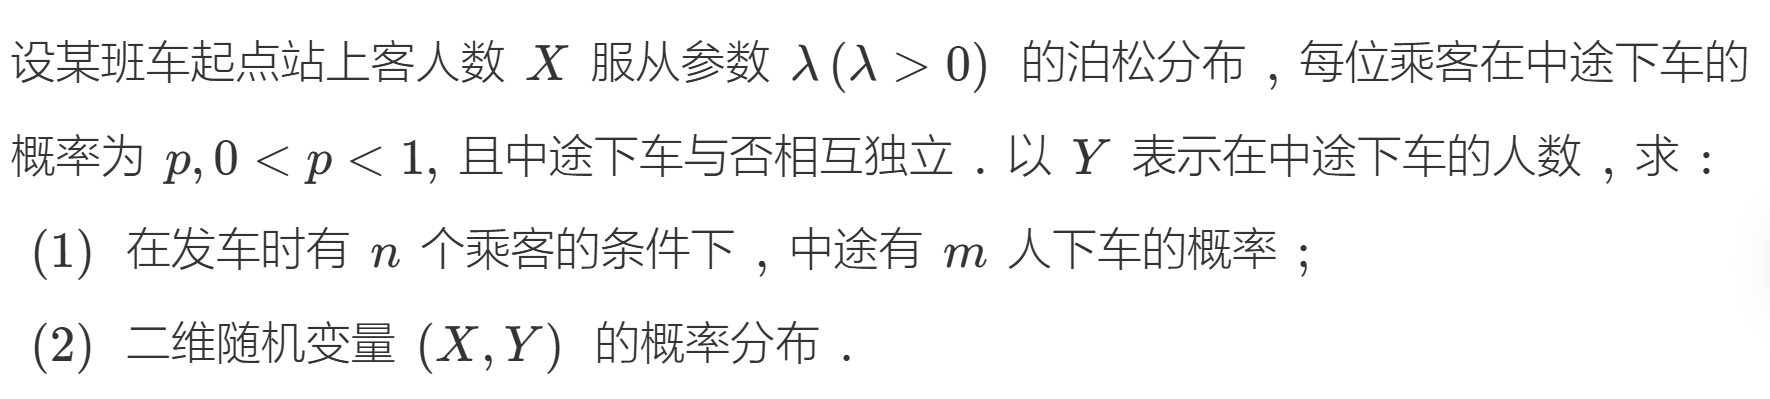 设某班车起点站上客人数 X 服从参数 λ(λ > 0) 的泊松分布，每位乘客在中途下车的
概率为 p, 0 < p < 1, 且中途下车与否相互独立．以 Y 表示在中途下车的人数，求：
(1) 在发车时有 n 个乘客的条件下，中途有 m 人下车的概率；
(2) 二维随机变量 (X, Y) 的概率分布．